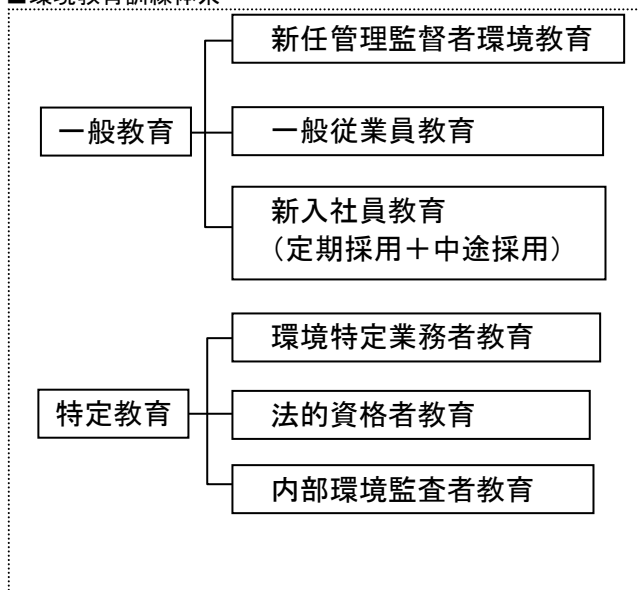 ■環境教育訓練体系
新任管理監督者環境教育
一般教育
一般従業員教育
新入社員教育
（定期採用＋中途採用）
環境特定業務者教育
特定教育
法的資格者教育
内部環境監査者教育